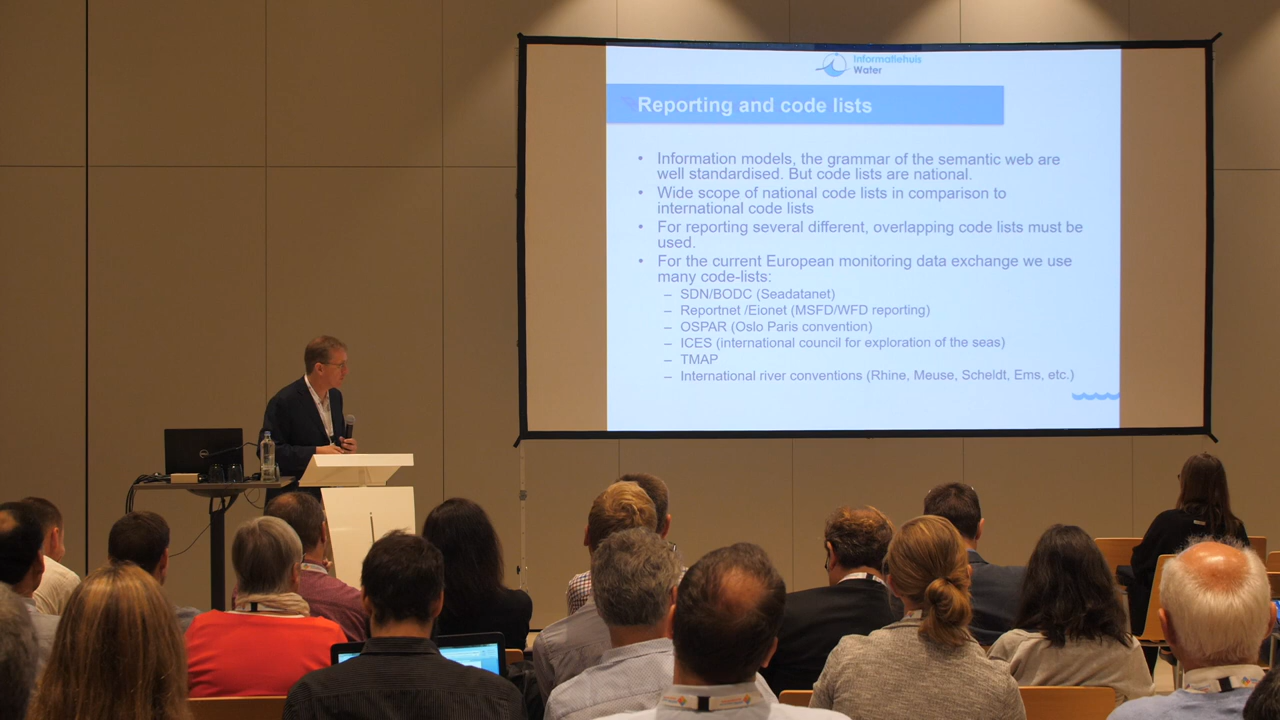 Informatiehuis
Water
Reporting and code lists
• Information models, the grammar of the semantic web are
well standardised. But code lists are national.
• Wide scope of national code lists in comparison to
international code lists
• For reporting several different, overlapping code lists must be
used.
• For the current European monitoring data exchange we use
many code-lists:
– SDN/BODC (Seadatanet)
– Reportnet /Eionet (MSFD/WFD reporting)
– OSPAR (Oslo Paris convention)
– ICES (international council for exploration of the seas)
– TMAP
– International river conventions (Rhine, Meuse, Scheldt, Ems, etc.)